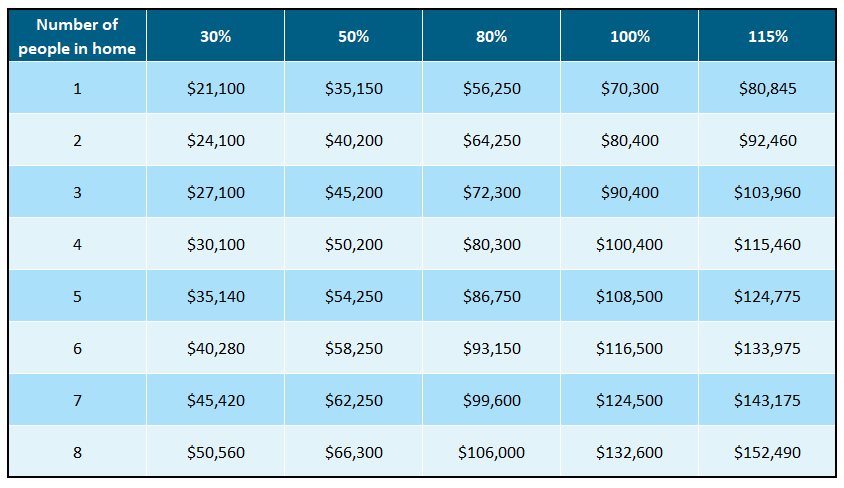 Number of people in home 30% 50% 80% 100% 115%
1 $21,100 $35,150 $56,250 $70,300 $80,845
2 $24,100 $40,200 $64,250 $80,400 $92,460
3 $27,100 $45,200 $72,300 $90,400 $103,960
4 $30,100 $50,200 $80,300 $100,400 $115,460
5 $35,140 $54,250 $86,750 $108,500 $124,775
6 $40,280 $58,250 $93,150 $116,500 $133,975
7 $45,420 $62,250 $99,600 $124,500 $143,175
8 $50,560 $66,300 $106,000 $132,600 $152,490